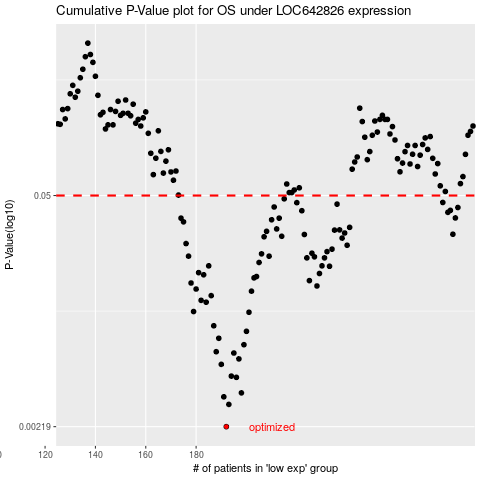 Cumulative P-Value plot for OS under LOC642826 expression
P-Value(log10)
0.05
0.00219
optimized
0 120 140 160 180
# of patients in 'low exp' group